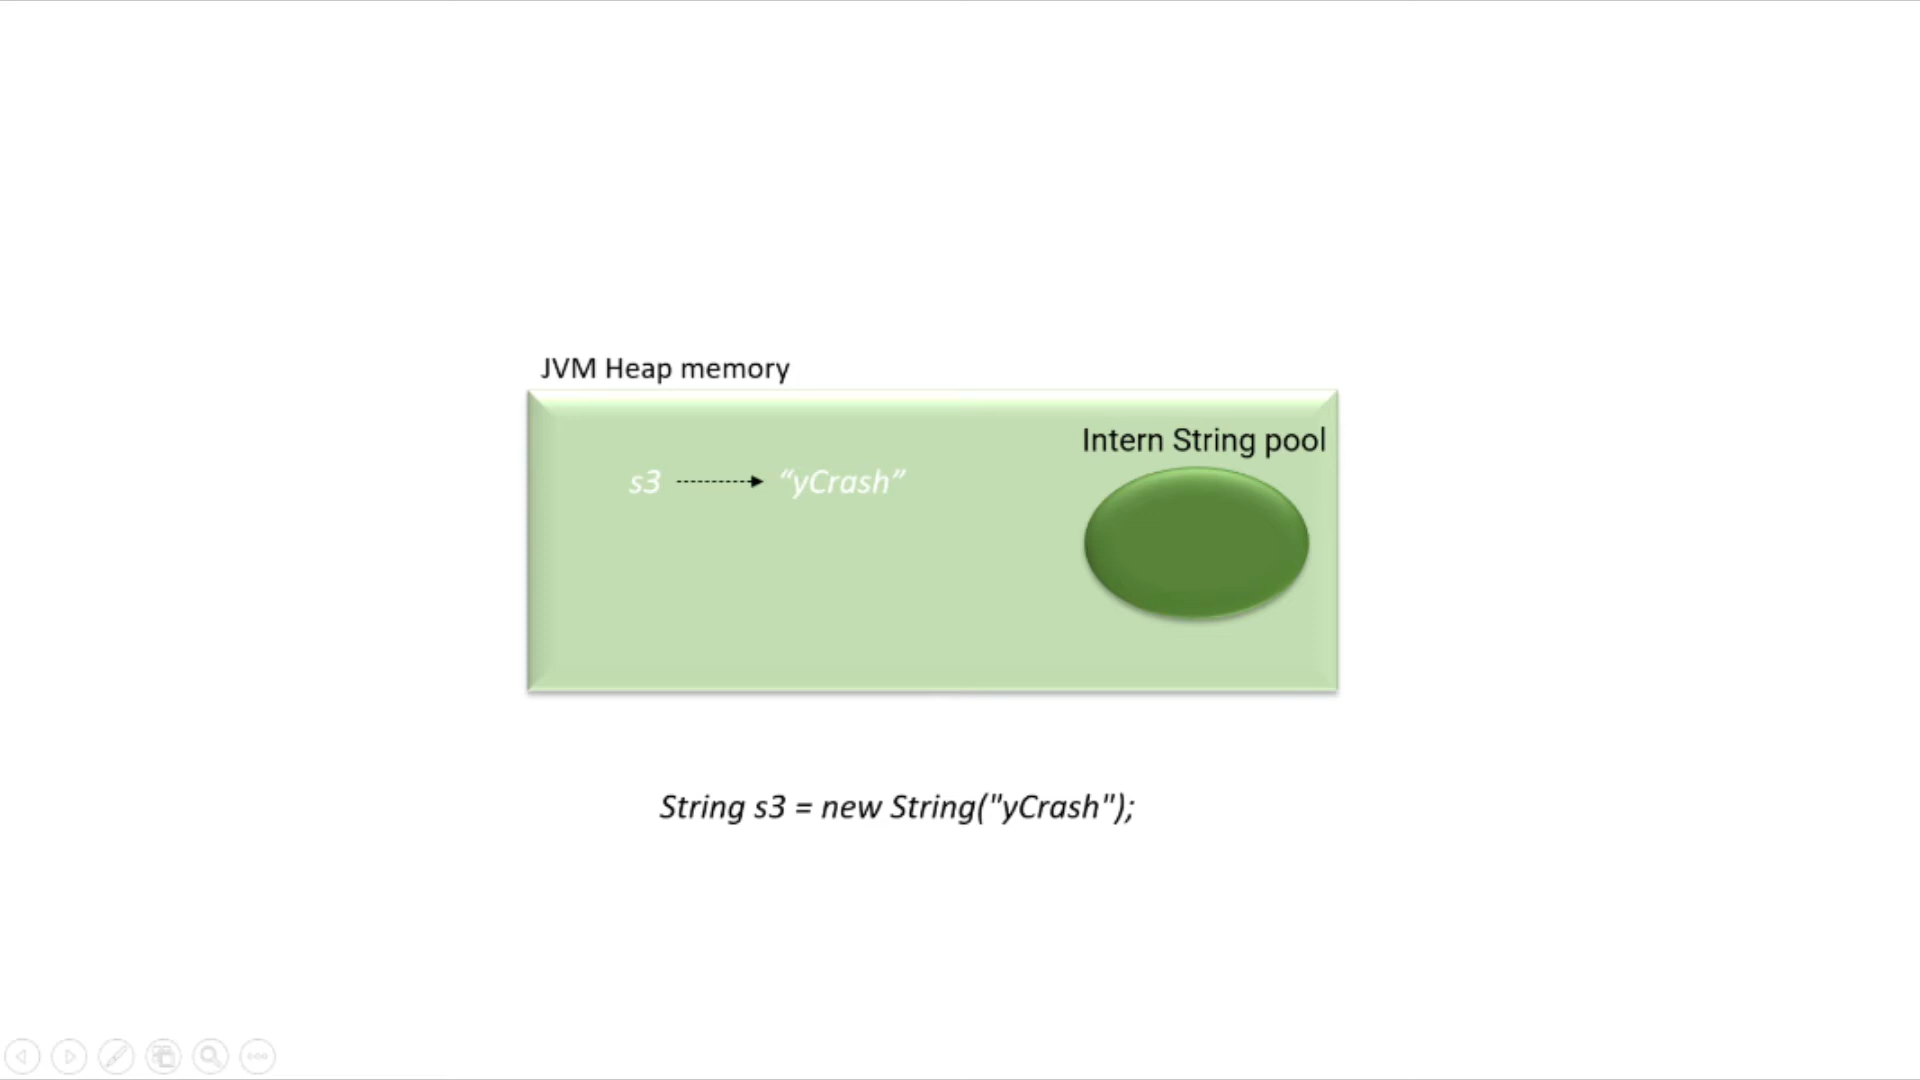 JVM Heap memory
Intern String pool
s3 “yCrash”
String s3 = new String("yCrash");